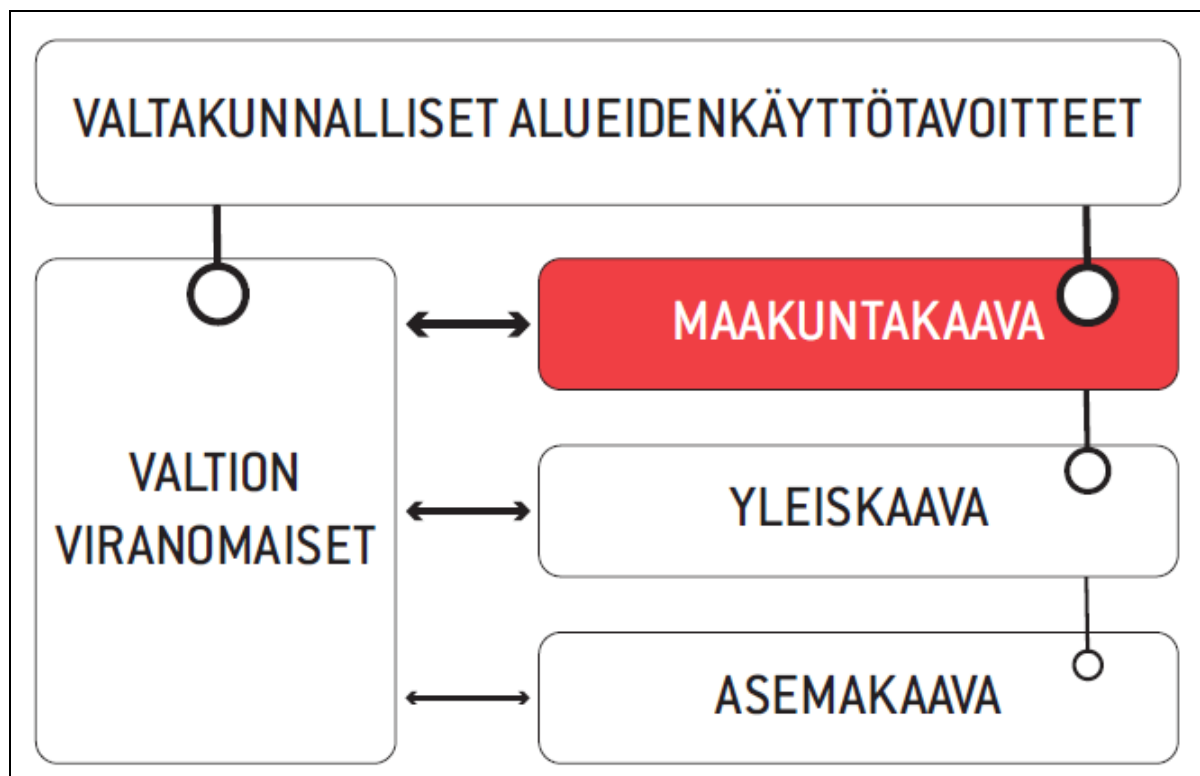 VALTAKUNNALLISET ALUEIDENKÄYTTÖTAVOITTEET
VALTION
VIRANOMAISET
MAAKUNTAKAAVA
YLEISKAAVA
ASEMAKAAVA